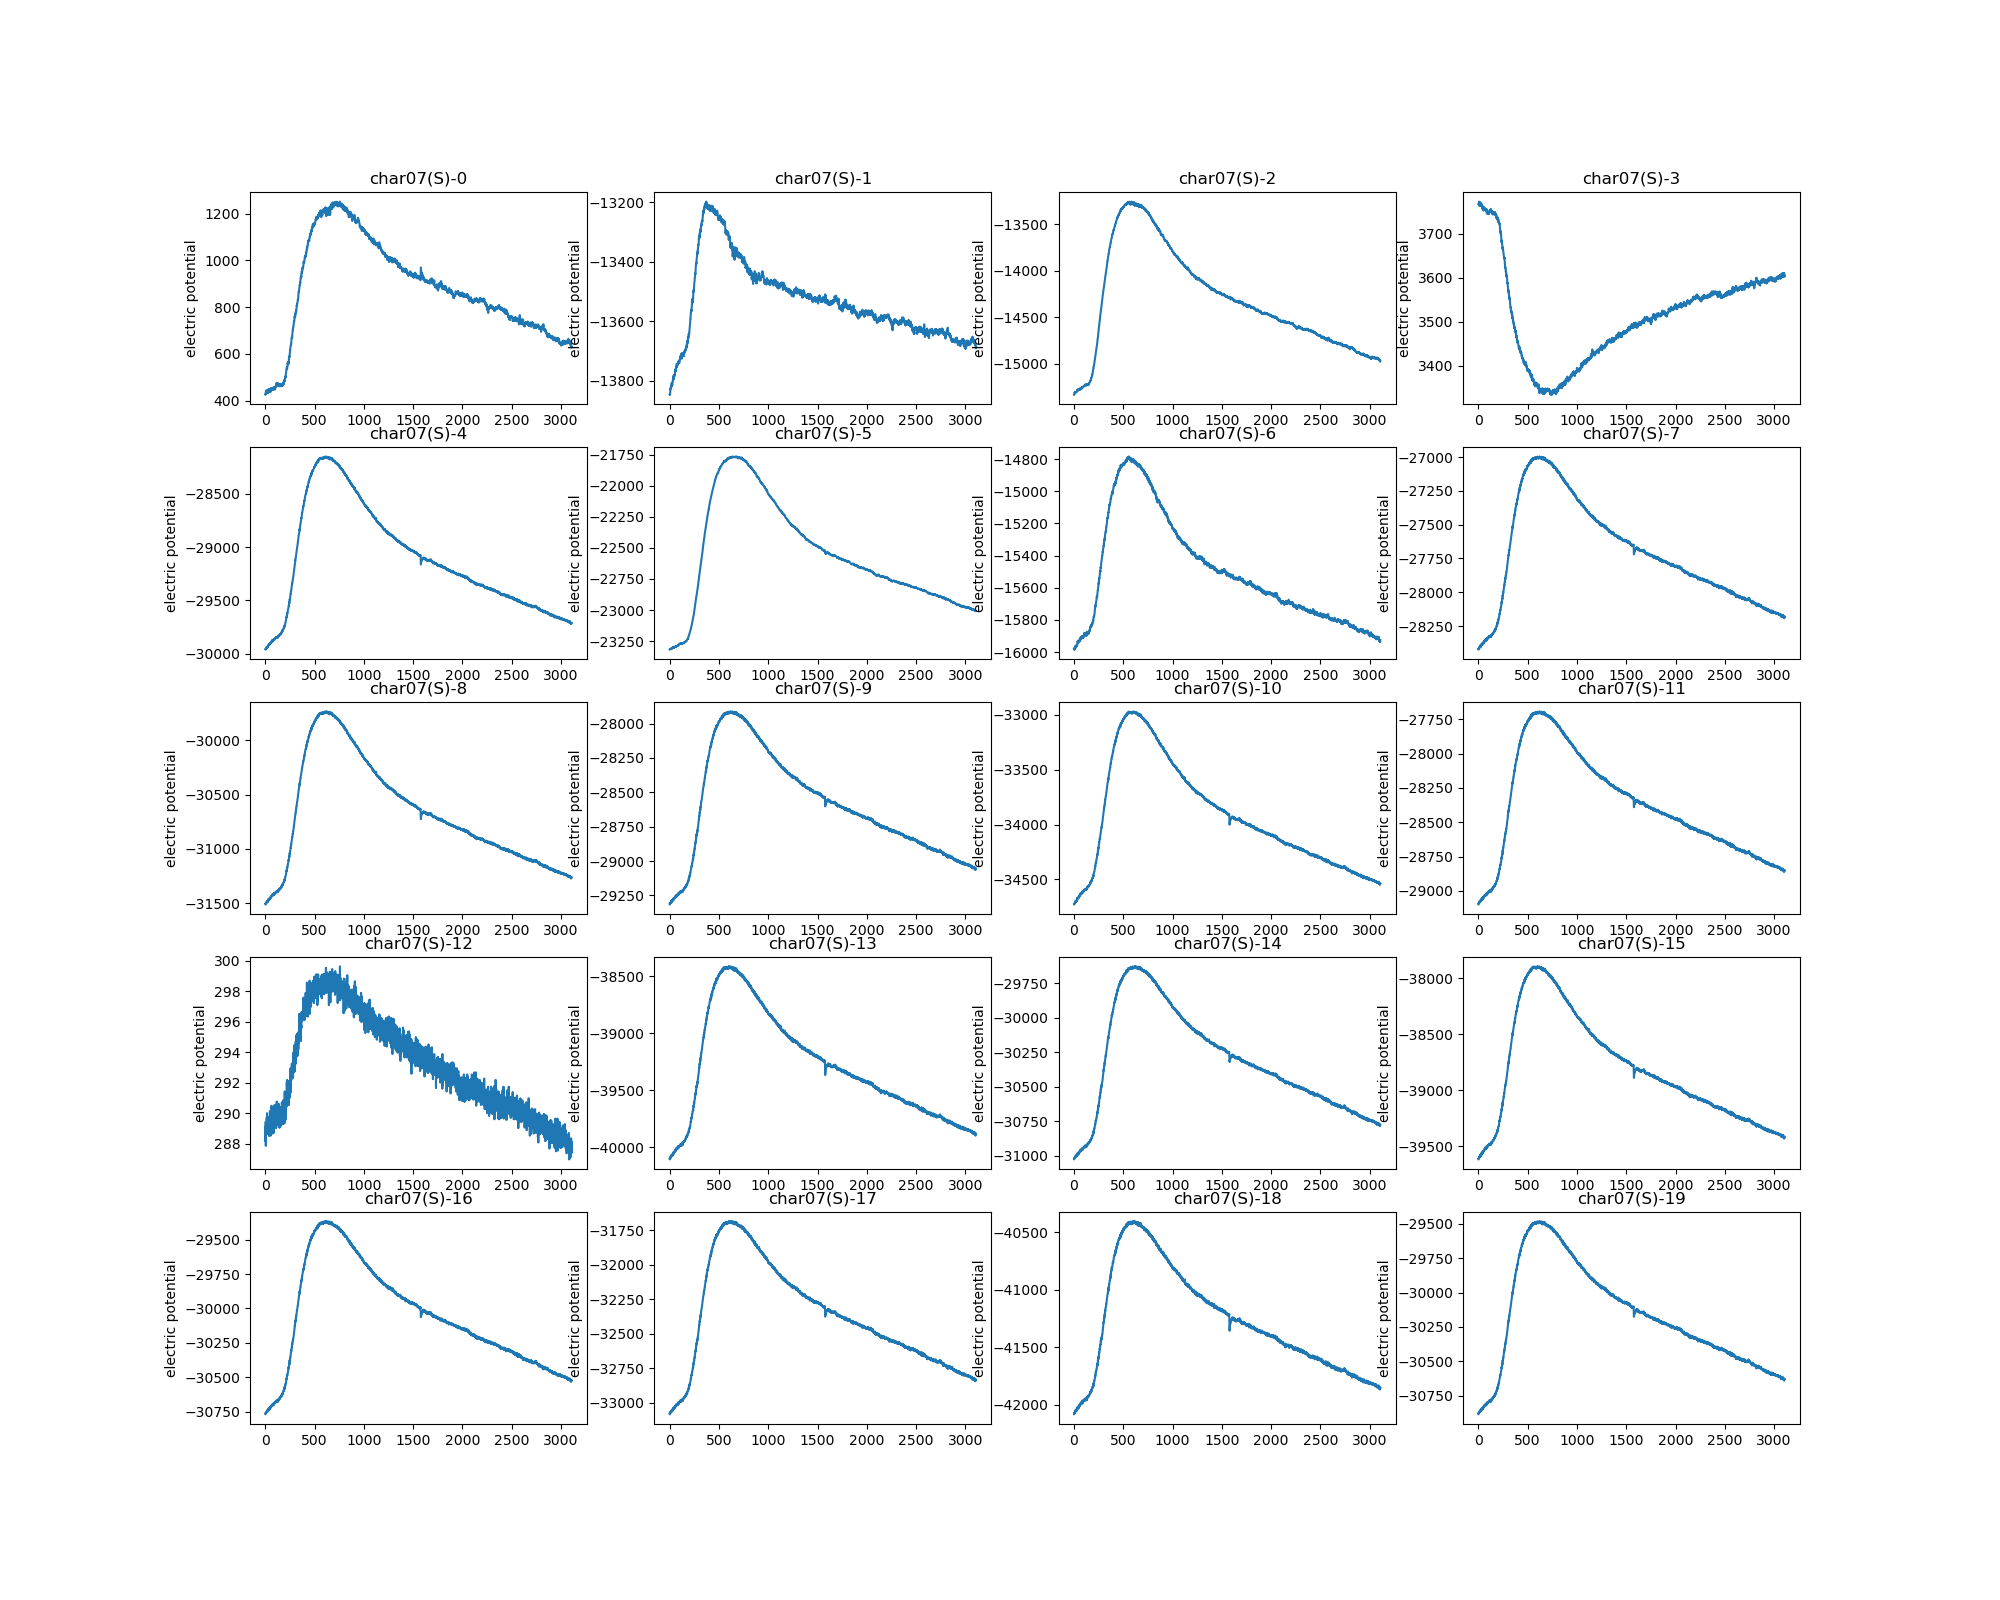 char07(S)-0 char07(S)-1 char07(S)-2 char07(S)-3
electric potential electric potential electric potential electric potential
1200 1000 800 600 400
−13200 −13400 −13600 −13800
−13500 −14000 −14500 −15000
3700 3600 3500 3400
0 500 1000 1500 2000 2500 3000 0 500 1000 1500 2000 2500 3000 0 500 1000 1500 2000 2500 3000 0 500 1000 1500 2000 2500 3000
char07(S)-4 char07(S)-5 char07(S)-6 char07(S)-7
electric potential electric potential electric potential electric potential
−28500 −29000 −29500 −30000
−21750 −22000 −22250 −22500 −22750 −23000 −23250
−14800 −15000 −15200 −15400 −15600 −15800 −16000
−27000 −27250 −27500 −27750 −28000 −28250
0 500 1000 1500 2000 2500 3000 0 500 1000 1500 2000 2500 3000 0 500 1000 1500 2000 2500 3000 0 500 1000 1500 2000 2500 3000
char07(S)-8 char07(S)-9 char07(S)-10 char07(S)-11
electric potential electric potential electric potential electric potential
−30000 −30500 −31000 −31500
−28000 −28250 −28500 −28750 −29000 −29250
−33000 −33500 −34000 −34500
−27750 −28000 −28250 −28500 −28750 −29000
0 500 1000 1500 2000 2500 3000 0 500 1000 1500 2000 2500 3000 0 500 1000 1500 2000 2500 3000 0 500 1000 1500 2000 2500 3000
char07(S)-12 char07(S)-13 char07(S)-14 char07(S)-15
electric potential electric potential electric potential electric potential
300 298 296 294 292 290 288
−38500 −39000 −39500 −40000
−29750 −30000 −30250 −30500 −30750 −31000
−38000 −38500 −39000 −39500
0 500 1000 1500 2000 2500 3000 0 500 1000 1500 2000 2500 3000 0 500 1000 1500 2000 2500 3000 0 500 1000 1500 2000 2500 3000
char07(S)-16 char07(S)-17 char07(S)-18 char07(S)-19
electric potential electric potential electric potential electric potential
−29500 −29750 −30000 −30250 −30500 −30750
−31750 −32000 −32250 −32500 −32750 −33000
−40500 −41000 −41500 −42000
−29500 −29750 −30000 −30250 −30500 −30750
0 500 1000 1500 2000 2500 3000 0 500 1000 1500 2000 2500 3000 0 500 1000 1500 2000 2500 3000 0 500 1000 1500 2000 2500 3000